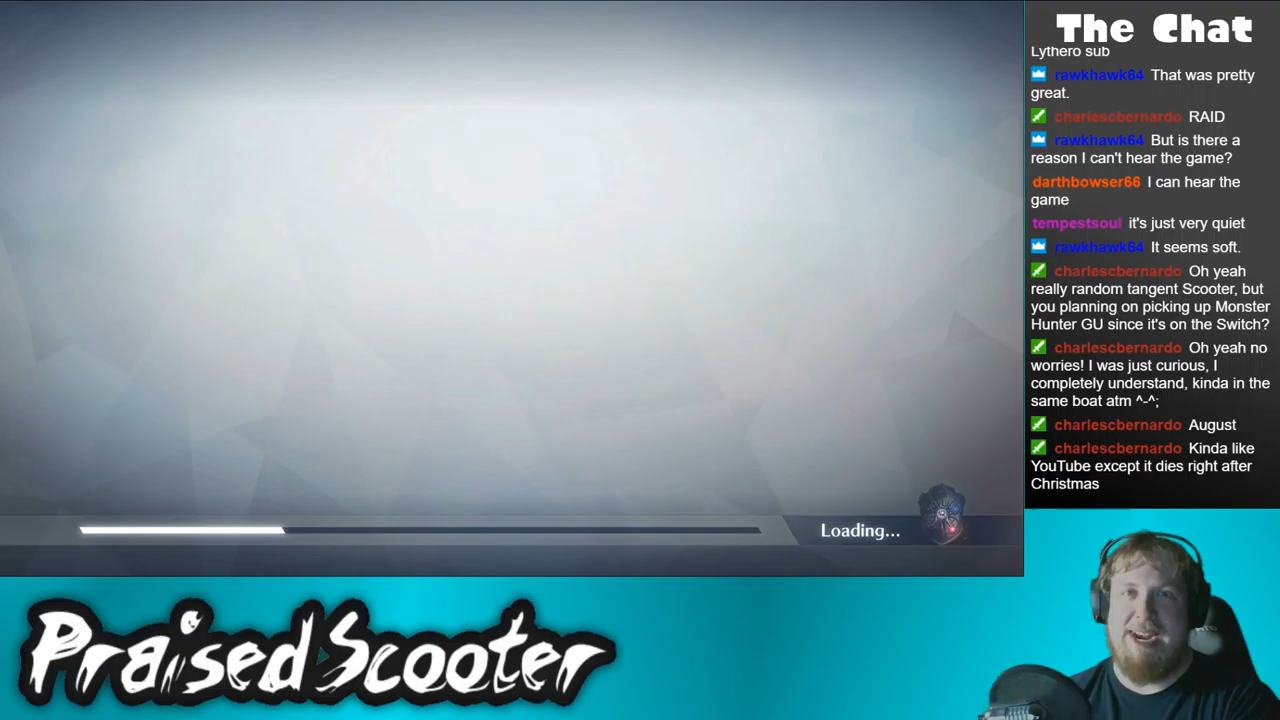 The Chat
Lythero sub
rawkhawk64 That was pretty
great.
charlescbernardo RAID
rawkhawk64 But is there a
reason I can't hear the game?
darthbowser66 I can hear the
game
tempestsoul it's just very quiet
rawkhawk64 It seems soft.
charlescbernardo Oh yeah
really random tangent Scooter, but
you planning on picking up Monster
Hunter GU since it's on the Switch?
charlescbernardo Oh yeah no
worries! I was just curious, I
completely understand, kinda in the
same boat atm ^-^;
charlescbernardo August
charlescbernardo Kinda like
YouTube except it dies right after
Christmas
Loading...
PraisedScooter